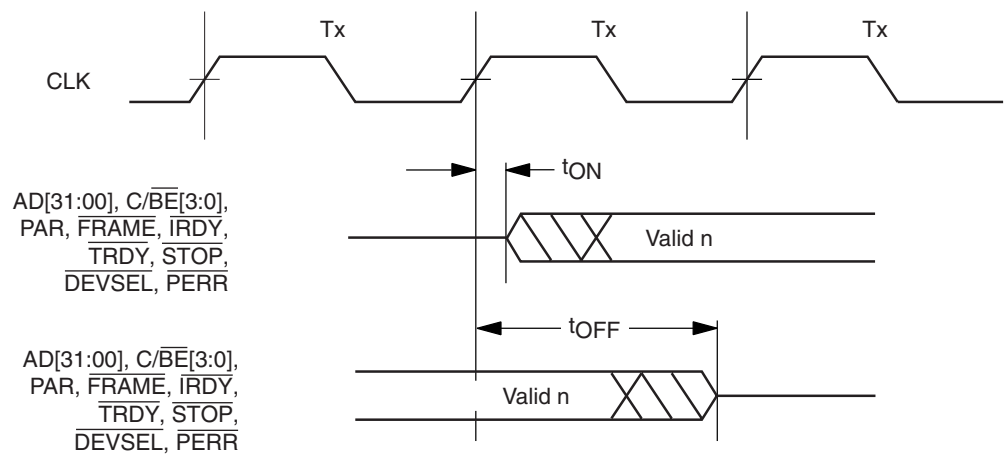 Tx Tx Tx
CLK
tON
AD[31:00], C/BE[3:0],
PAR, FRAME, IRDY,
TRDY, STOP,
DEVSEL, PERR
Valid n
tOFF
AD[31:00], C/BE[3:0],
PAR, FRAME, IRDY,
TRDY, STOP,
DEVSEL, PERR
Valid n